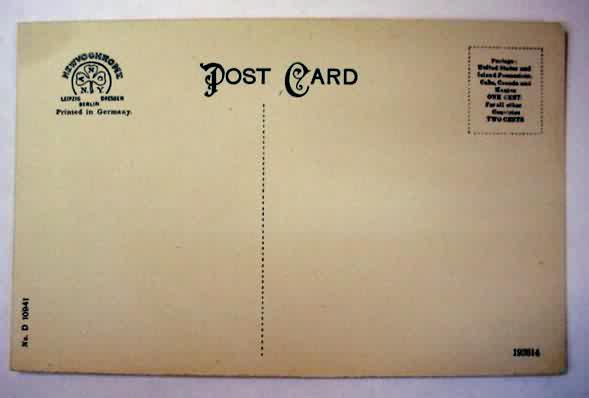 NEWVOCHROME
N
N. Y
LEIPZIG DRESDEN
BERLIN
Printed in Germany.
POST CARD
Postage:
United States and
Island Possessions,
Cuba, Canada and
Mexico
ONE CENT
For all other
Countries
TWO CENTS
No. D 10941
193614